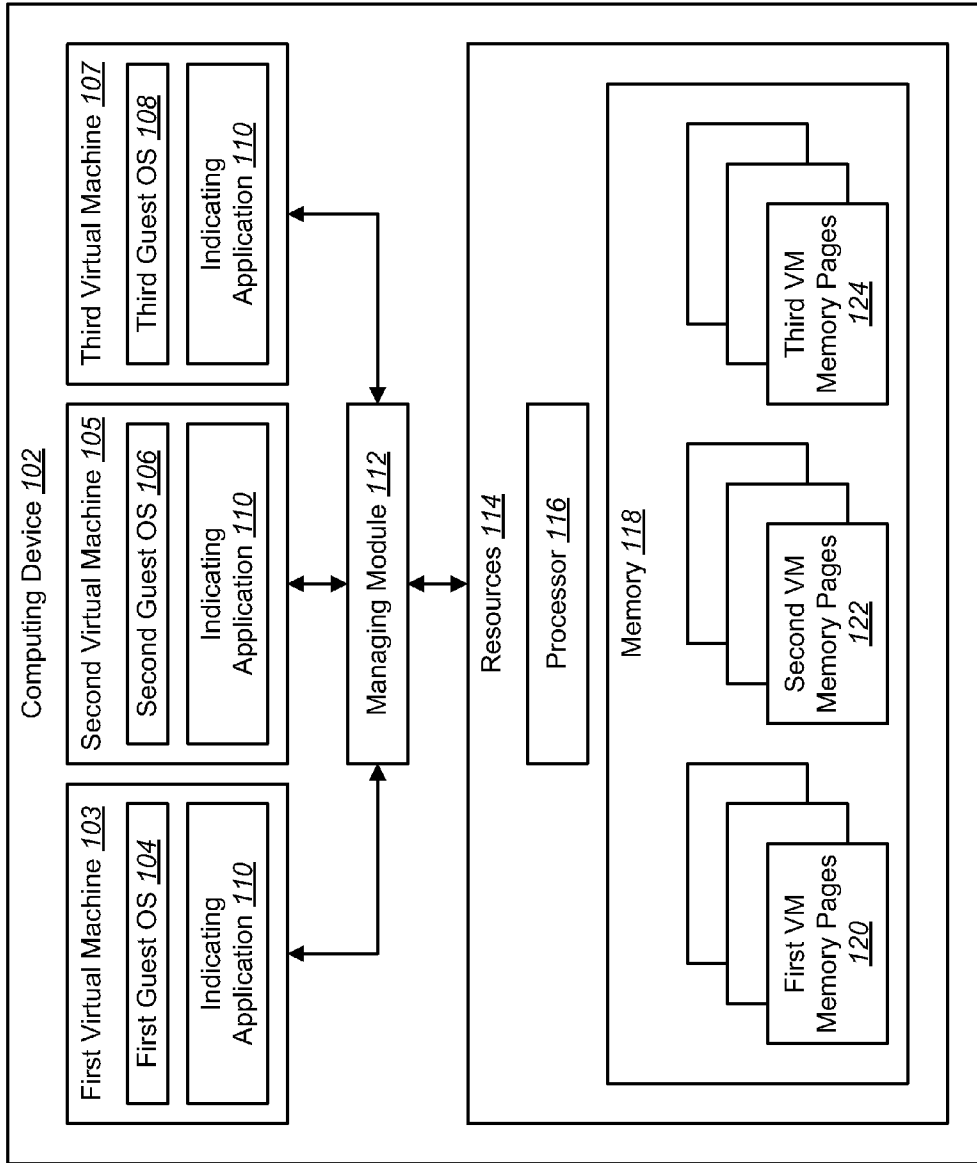 Computing Device 102
First Virtual Machine 103
First Guest OS 104
Indicating
Application 110
Second Virtual Machine 105
Second Guest OS 106
Indicating
Application 110
Third Virtual Machine 107
Third Guest OS 108
Indicating
Application 110
Managing Module 112
Resources 114
Processor 116
Memory 118
First VM
Memory Pages
120
Second VM
Memory Pages
122
Third VM
Memory Pages
124